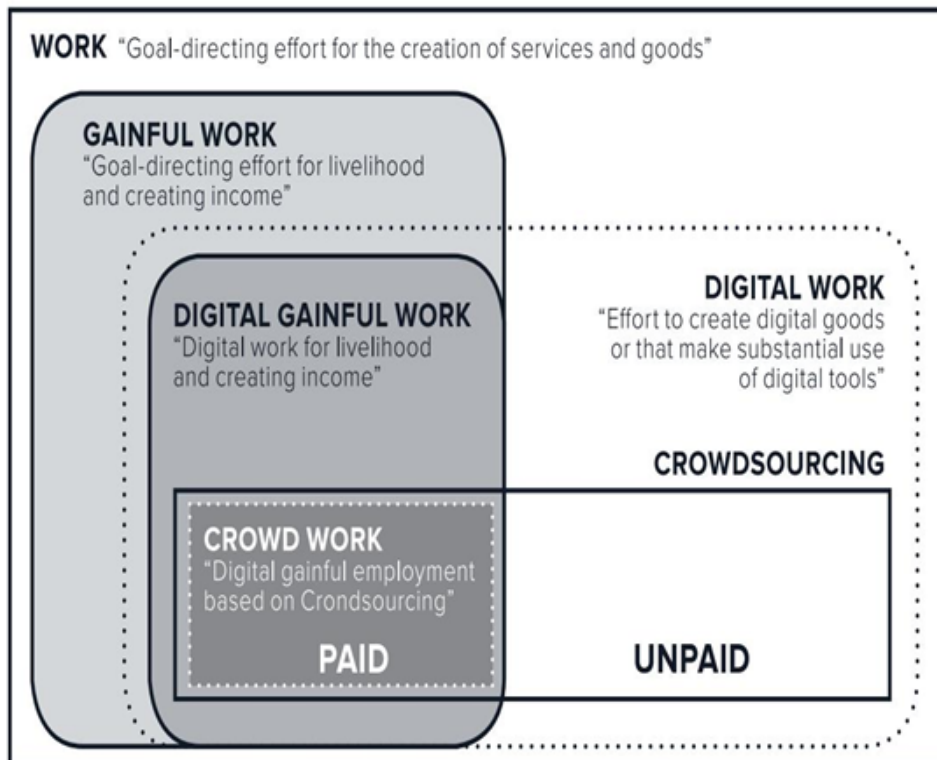 WORK "Goal-directing effort for the creation of services and goods"
GAINFUL WORK
"Goal-directing effort for livelihood
and creating income"
DIGITAL GAINFUL WORK
"Digital work for livelihood
and creating income"
DIGITAL WORK
"Effort to create digital goods
or that make substantial use
of digital tools"
CROWDSOURCING
CROWD WORK
"Digital gainful employment
based on Crondsourcing"
PAID
UNPAID